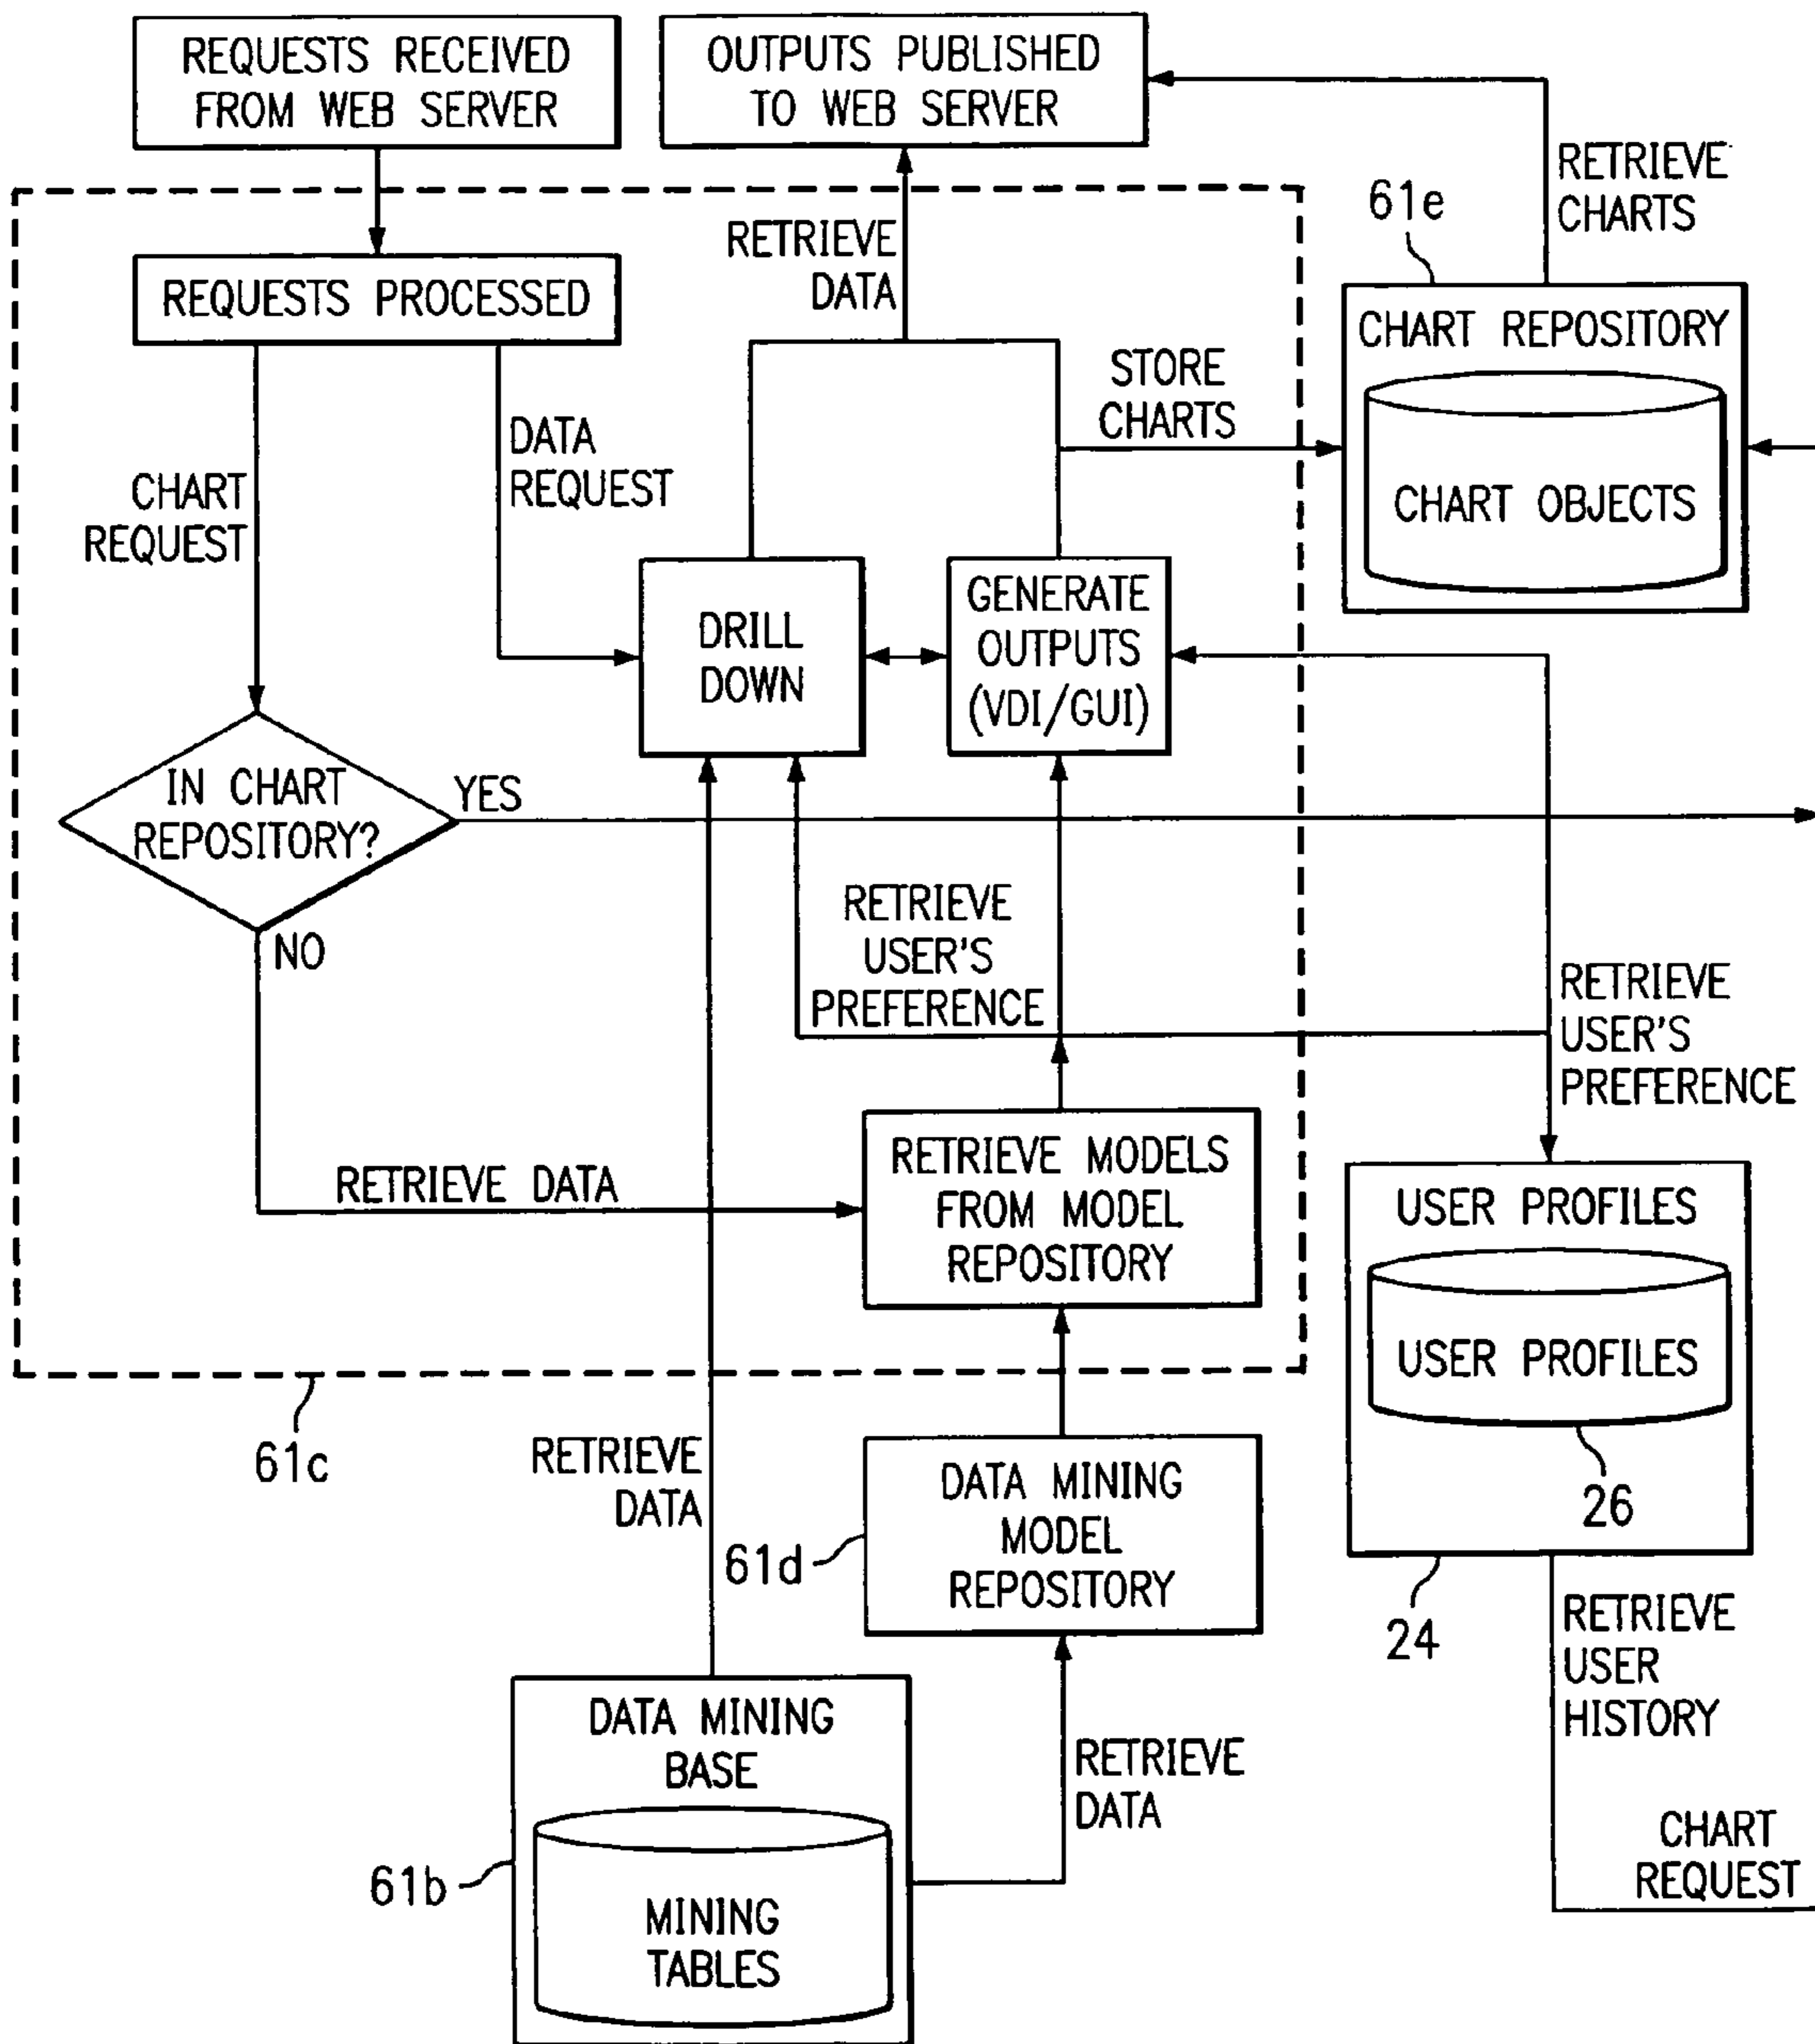 REQUESTS RECEIVED
FROM WEB SERVER
OUTPUTS PUBLISHED
TO WEB SERVER
RETRIEVE
CHARTS
61e
RETRIEVE
DATA
REQUESTS PROCESSED
CHART REPOSITORY
CHART OBJECTS
STORE
CHARTS
DATA
REQUEST
CHART
REQUEST
DRILL
DOWN
GENERATE
OUTPUTS
(VDI/GUI)
IN CHART
REPOSITORY?
YES
NO
RETRIEVE
USER'S
PREFERENCE
RETRIEVE
USER'S
PREFERENCE
RETRIEVE DATA
RETRIEVE MODELS
FROM MODEL
REPOSITORY
USER PROFILES
USER PROFILES
26
24
61c
RETRIEVE
DATA
61d
DATA MINING
MODEL
REPOSITORY
RETRIEVE
USER
HISTORY
DATA MINING
BASE
MINING
TABLES
61b
RETRIEVE
DATA
CHART
REQUEST